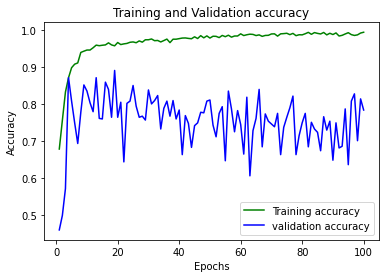 Training and Validation accuracy
1.0
0.9
0.8
0.7
0.6
0.5
Accuracy
Training accuracy
validation accuracy
0 20 40 60 80 100
Epochs